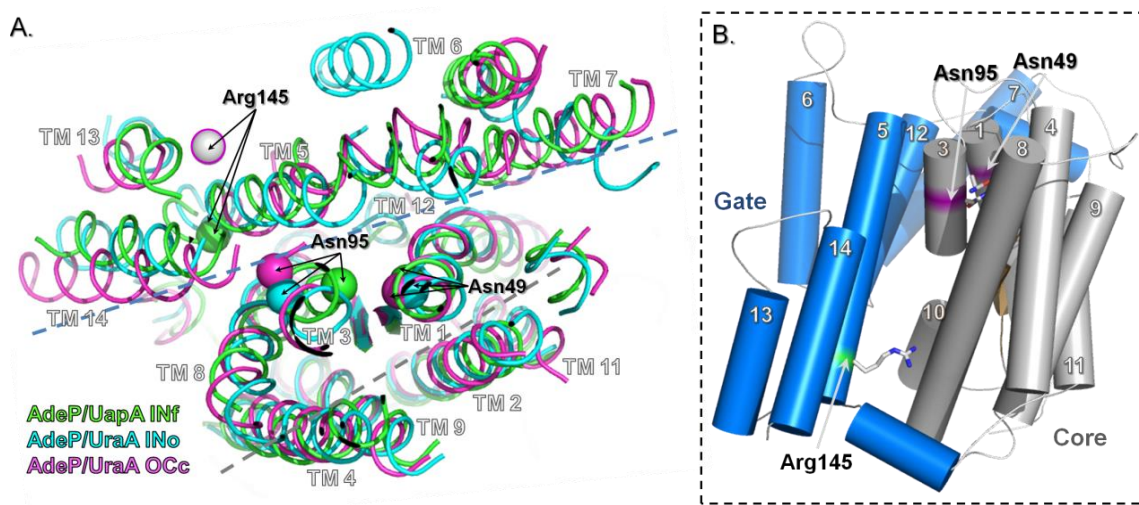 A.
TM 6
TM 7
Arg145
TM 13
TM 5
TM 12
Asn95
Asn49
TM 14
TM 3
TM 1
TM 11
TM 8
TM 2
TM 9
TM 4
AdeP/UapA INf
AdeP/UraA INo
AdeP/UraA OCc
B.
Asn49
Asn95
6
7
5
12
1
4
3
8
Gate
9
14
13
10
11
Core
Arg145